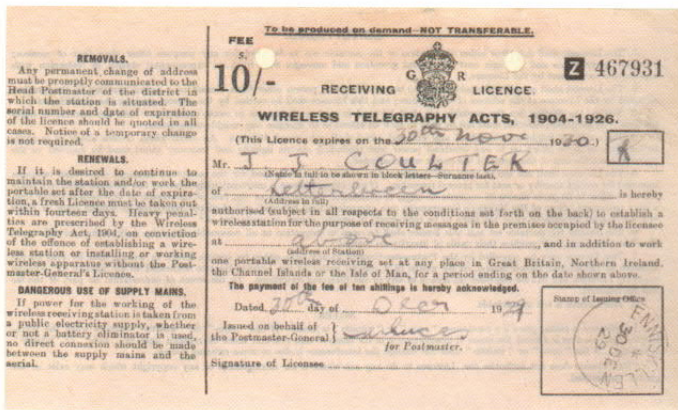 To be produced on demand—NOT TRANSFERABLE.
REMOVALS.
Any permanent change of address
must be promptly communicated to the
Head Postmaster of the district in
which the station is situated. The
serial number and date of expiration
of the licence should be quoted in all
cases. Notice of a temporary change
is not required.
RENEWALS.
If it is desired to continue to
maintain the station and/or work the
portable set after the date of expira-
tion, a fresh Licence must be taken out
within fourteen days. Heavy penal-
ties are prescribed by the Wireless
Telegraphy Act, 1904, on conviction
of the offence of establishing a wire-
less station or installing or working
wireless apparatus without the Post-
master-General's Licence.
DANGEROUS USE OF SUPPLY MAINS.
If power for the working of the
wireless receiving station is taken from
a public electricity supply, whether
or not a battery eliminator is used,
no direct connexion should be made
between the supply mains and the
aerial.
FEE
s.
10/-
G R
RECEIVING LICENCE.
Z 467931
WIRELESS TELEGRAPHY ACTS, 1904-1926.
(This Licence expires on the 30th Nov 1930.)
Mr. J J COULTER
(Name in full to be shown in block letters—Surname last).
of Letterbreen
(Address in full) is hereby
authorised (subject in all respects to the conditions set forth on the back) to establish a
wireless station for the purpose of receiving messages in the premises occupied by the licensee
at above , and in addition to work
(address of Station)
one portable wireless receiving set at any place in Great Britain, Northern Ireland,
the Channel Islands or the Isle of Man, for a period ending on the date shown above.
The payment of the fee of ten shillings is hereby acknowledged.
Dated 30th day of Decr 1929
Issued on behalf of
the Postmaster-General
for Postmaster.
Signature of Licensee
Stamp of Issuing Office
ENNISKILLEN
30 DE
29